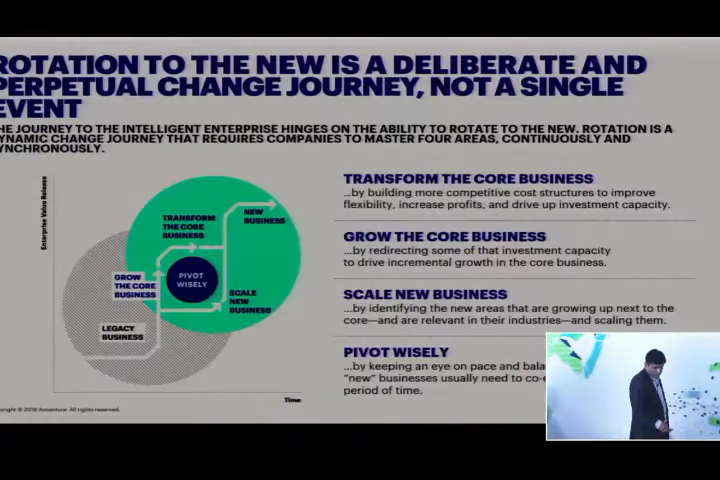 ROTATION TO THE NEW IS A DELIBERATE AND
PERPETUAL CHANGE JOURNEY, NOT A SINGLE
EVENT
HE JOURNEY TO THE INTELLIGENT ENTERPRISE HINGES ON THE ABILITY TO ROTATE TO THE NEW. ROTATION IS A
YNAMIC CHANGE JOURNEY THAT REQUIRES COMPANIES TO MASTER FOUR AREAS, CONTINUOUSLY AND
YNCHRONOUSLY.
Enterprise Value Release
TRANSFORM
THE CORE
BUSINESS
NEW
BUSINESS
PIVOT
WISELY
GROW
THE CORE
BUSINESS
SCALE
NEW
BUSINESS
LEGACY
BUSINESS
Time
TRANSFORM THE CORE BUSINESS
...by building more competitive cost structures to improve
flexibility, increase profits, and drive up investment capacity.
GROW THE CORE BUSINESS
...by redirecting some of that investment capacity
to drive incremental growth in the core business.
SCALE NEW BUSINESS
...by identifying the new areas that are growing up next to the
core—and are relevant in their industries—and scaling them.
PIVOT WISELY
...by keeping an eye on pace and bala
"new" businesses usually need to co-e
period of time.
pyright © 2018 Accenture. All rights reserved.